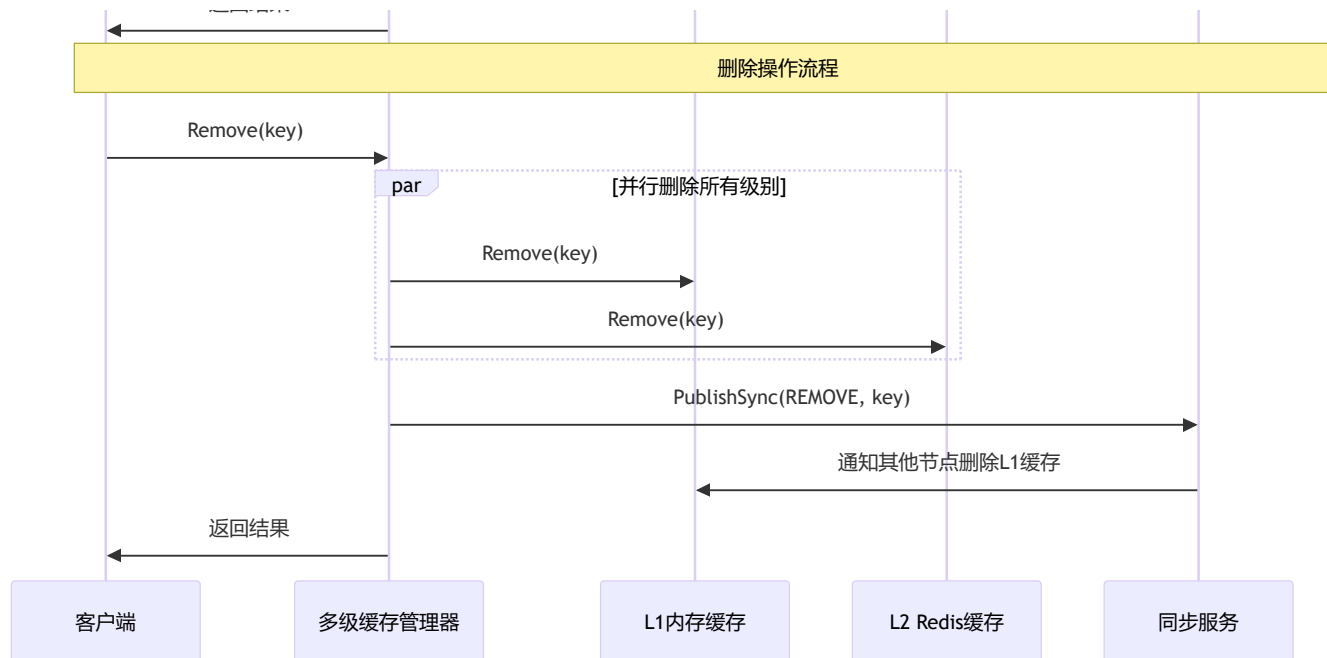 删除操作流程
Remove(key)
par
[并行删除所有级别]
Remove(key)
Remove(key)
PublishSync(REMOVE, key)
通知其他节点删除L1缓存
返回结果
客户端
多级缓存管理器
L1内存缓存
L2 Redis缓存
同步服务